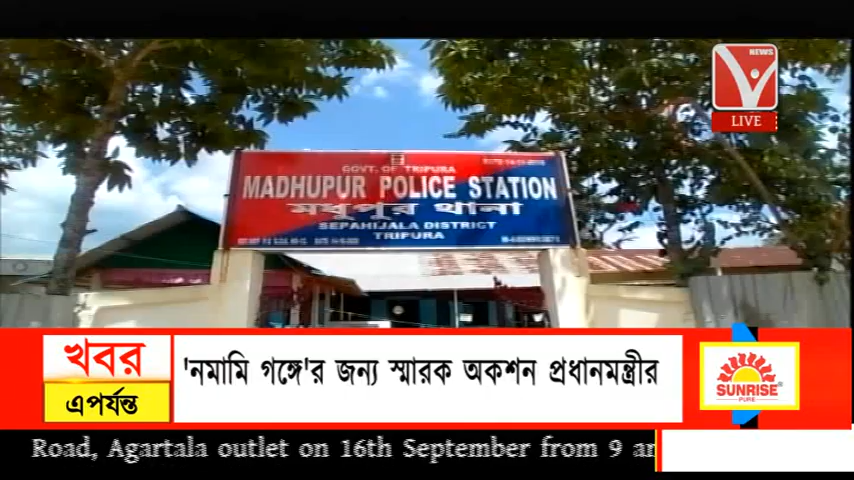 NEWS
V
LIVE
GOVT. OF TRIPURA
MADHUPUR POLICE STATION
মধুপুর থানা
SEPAHIJALA DISTRICT
TRIPURA
খবর
এপর্যন্ত
'নমামি গঙ্গে'র জন্য স্মারক অকশন প্রধানমন্ত্রীর
SUNRISE
PURE
Road, Agartala outlet on 16th September from 9 a